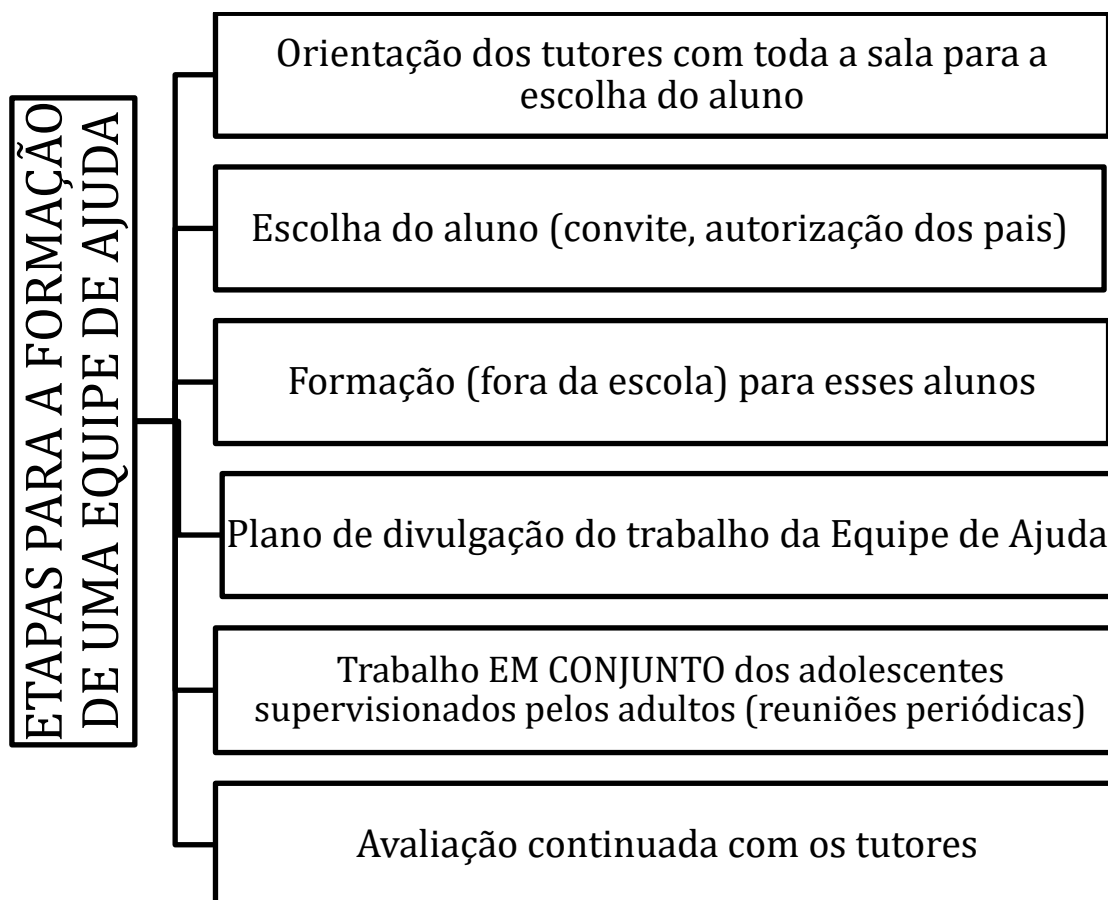 ETAPAS PARA A FORMAÇÃO
DE UMA EQUIPE DE AJUDA
Orientação dos tutores com toda a sala para a
escolha do aluno
Escolha do aluno (convite, autorização dos pais)
Formação (fora da escola) para esses alunos
Plano de divulgação do trabalho da Equipe de Ajuda
Trabalho EM CONJUNTO dos adolescentes
supervisionados pelos adultos (reuniões periódicas)
Avaliação continuada com os tutores